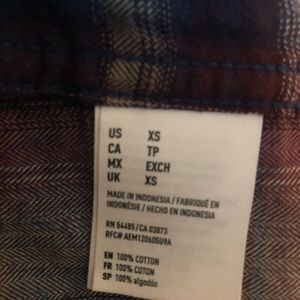 US XS
CA TP
MX EXCH
UK XS
MADE IN INDONESIA / FABRIQUÉ EN
INDONÉSIE / HECHO EN INDONESIA
RN 54485/CA 03873
RFC# AEM120605U9A
EN 100% COTTON
FR 100% COTON
SP 100% algodón